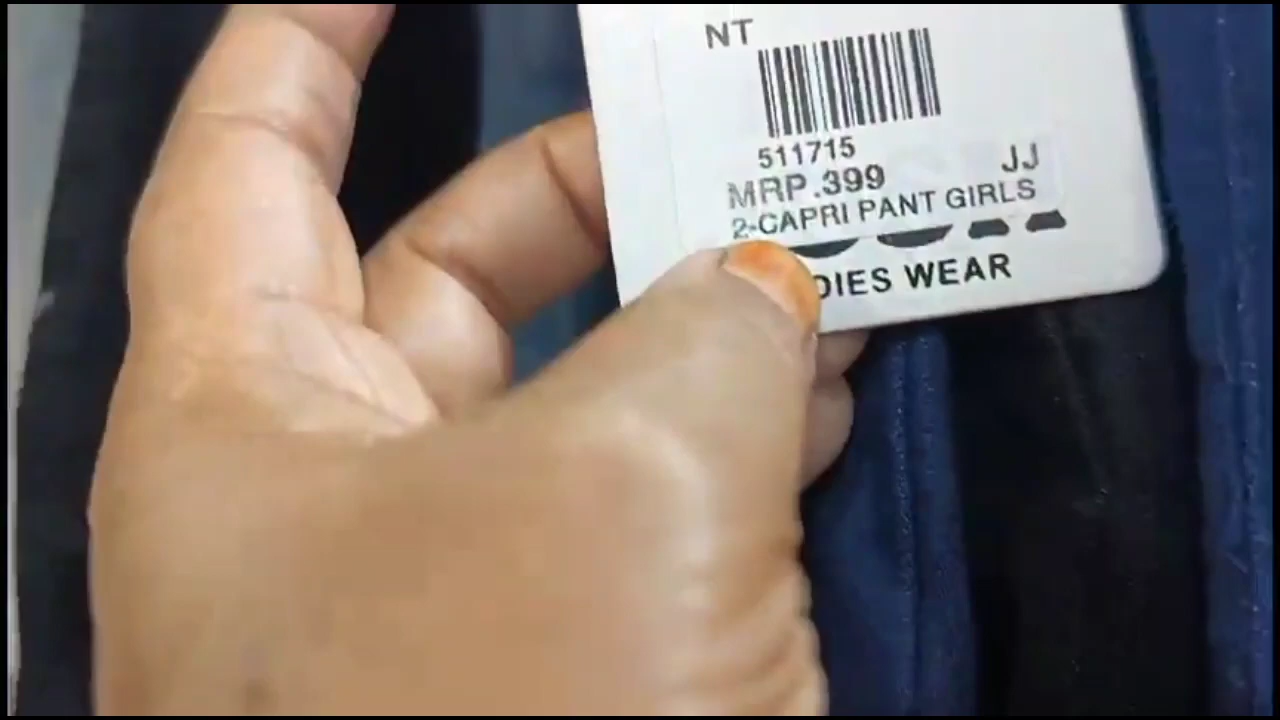 NT
511715
JJ
MRP.399
2-CAPRI PANT GIRLS
DIES WEAR